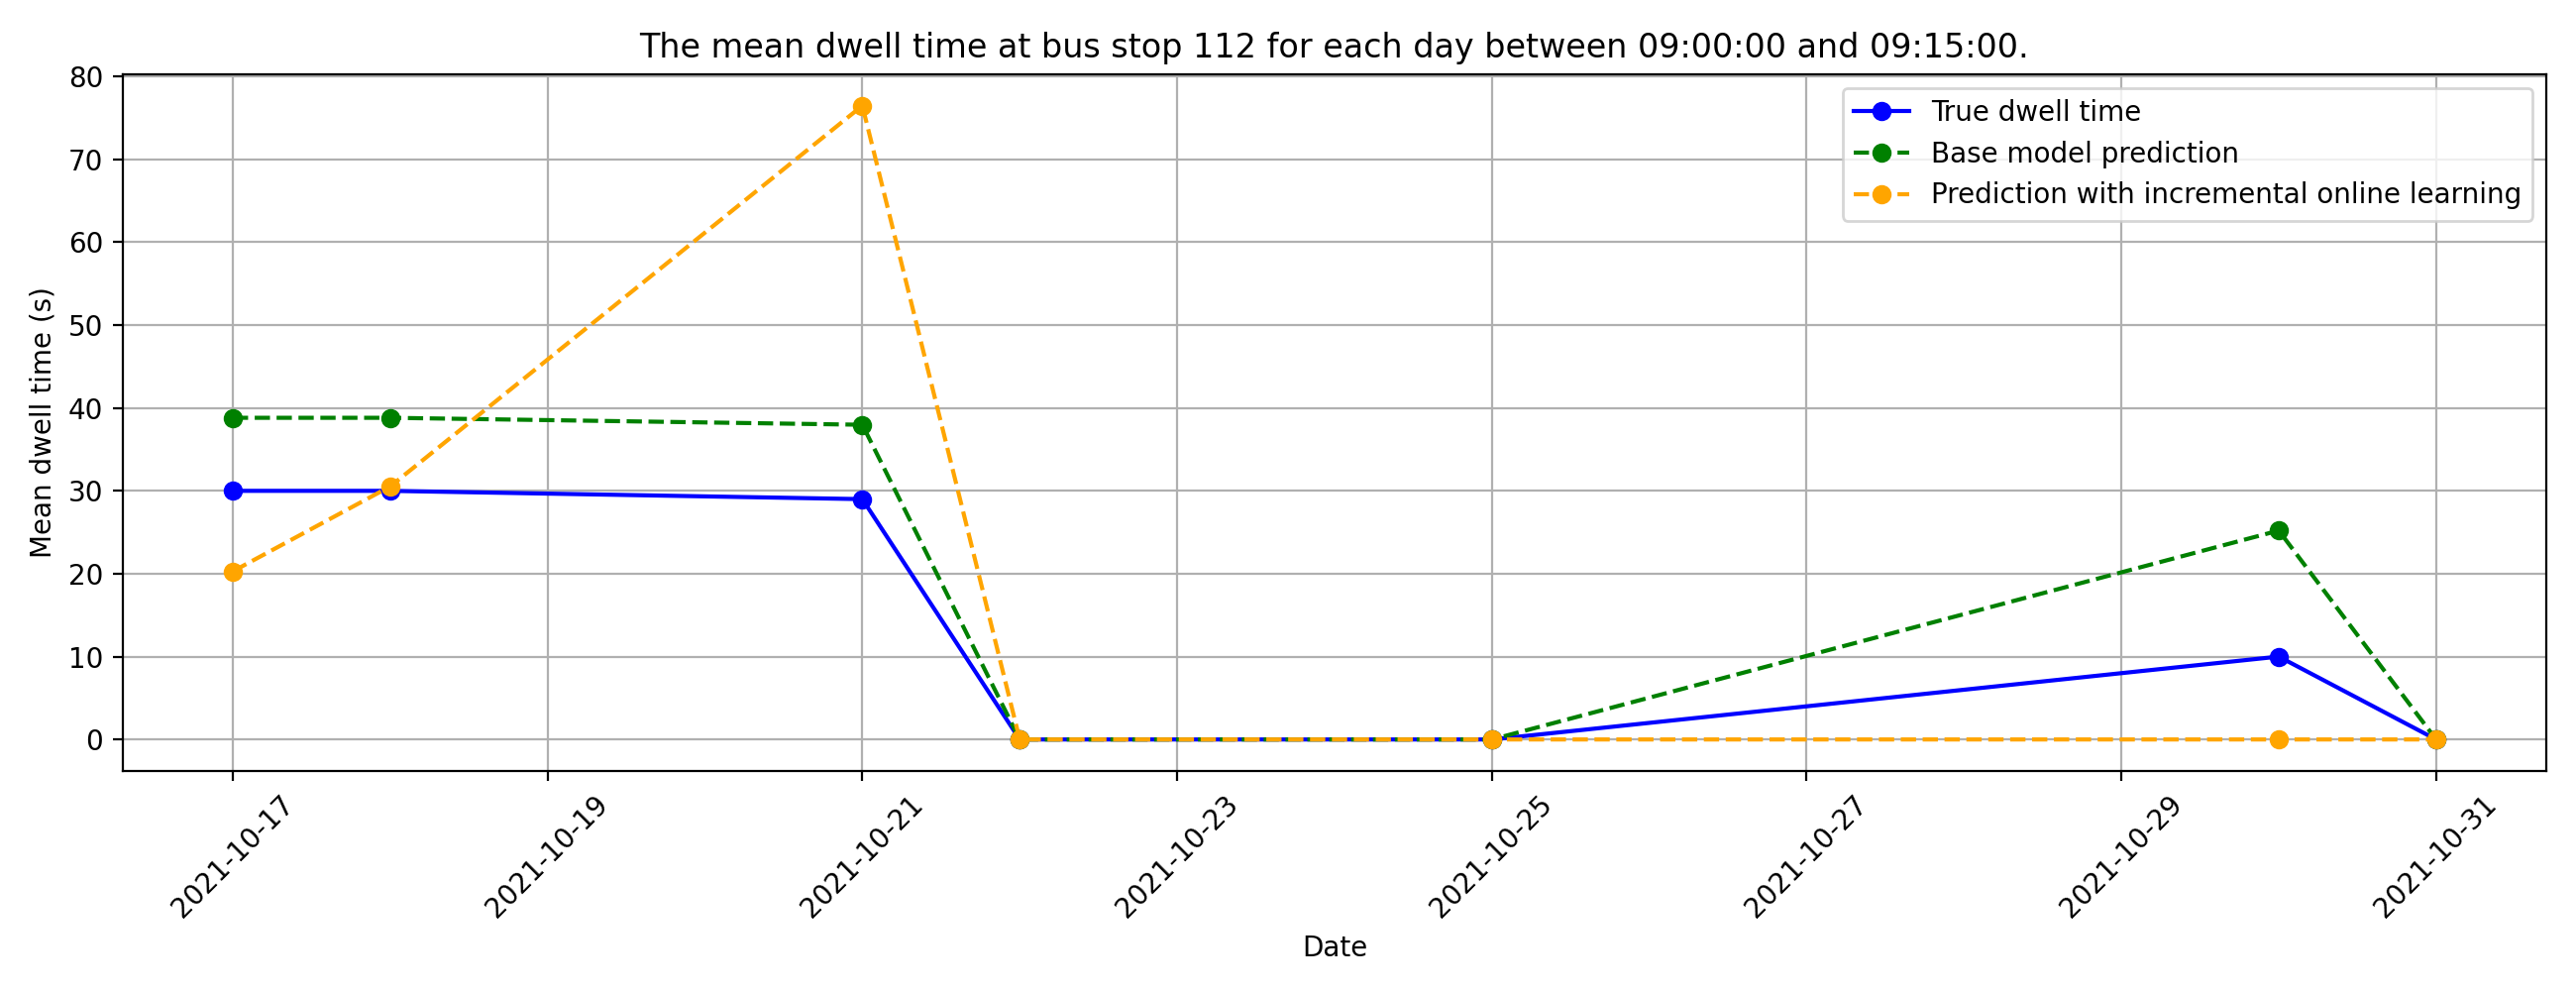 The mean dwell time at bus stop 112 for each day between 09:00:00 and 09:15:00.
Mean dwell time (s)
80
70
60
50
40
30
20
10
0
True dwell time
Base model prediction
Prediction with incremental online learning
2021-10-17
2021-10-19
2021-10-21
2021-10-23
2021-10-25
2021-10-27
2021-10-29
2021-10-31
Date